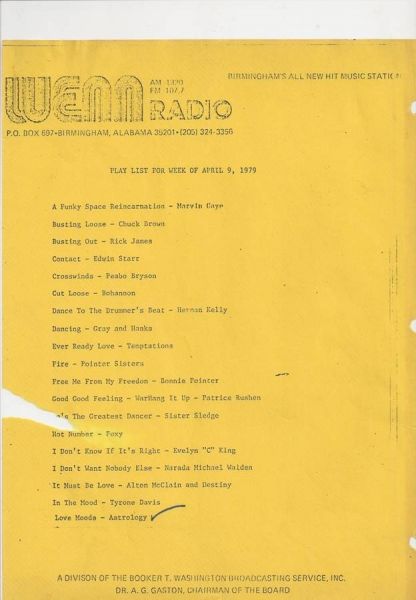 WENN RADIO
AM 1320
FM 107.7
BIRMINGHAM'S ALL NEW HIT MUSIC STATION
P.O. BOX 697•BIRMINGHAM, ALABAMA 35201•(205) 324-3356
PLAY LIST FOR WEEK OF APRIL 9, 1979
A Funky Space Reincarnation - Marvin Gaye
Busting Loose - Chuck Brown
Busting Out - Rick James
Contact - Edwin Starr
Crosswinds - Peabo Bryson
Cut Loose - Bohannon
Dance To The Drummer's Beat - Herman Kelly
Dancing - Gray and Hanks
Ever Ready Love - Temptations
Fire - Pointer Sisters
Free Me From My Freedom - Bonnie Pointer
Good Good Feeling - WarHang It Up - Patrice Rushen
's The Greatest Dancer - Sister Sledge
Hot Number - Foxy
I Don't Know If It's Right - Evelyn "C" King
I Don't Want Nobody Else - Narada Michael Walden
It Must Be Love - Alton McClain and Destiny
In The Mood - Tyrone Davis
Love Moods - Astrology
A DIVISION OF THE BOOKER T. WASHINGTON BROADCASTING SERVICE, INC.
DR. A. G. GASTON, CHAIRMAN OF THE BOARD